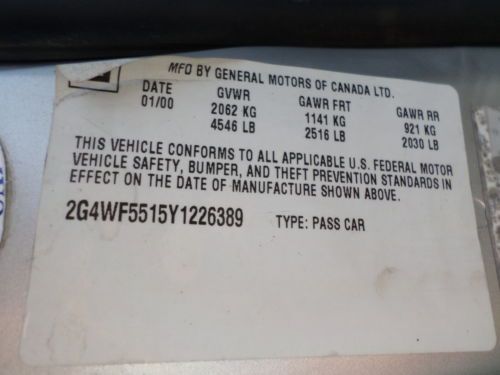 MFD BY GENERAL MOTORS OF CANADA LTD.
DATE GVWR GAWR FRT GAWR RR
01/00 2062 KG 1141 KG 921 KG
4546 LB 2516 LB 2030 LB
THIS VEHICLE CONFORMS TO ALL APPLICABLE U.S. FEDERAL MOTOR
VEHICLE SAFETY, BUMPER, AND THEFT PREVENTION STANDARDS IN
EFFECT ON THE DATE OF MANUFACTURE SHOWN ABOVE.
2G4WF5515Y1226389 TYPE: PASS CAR